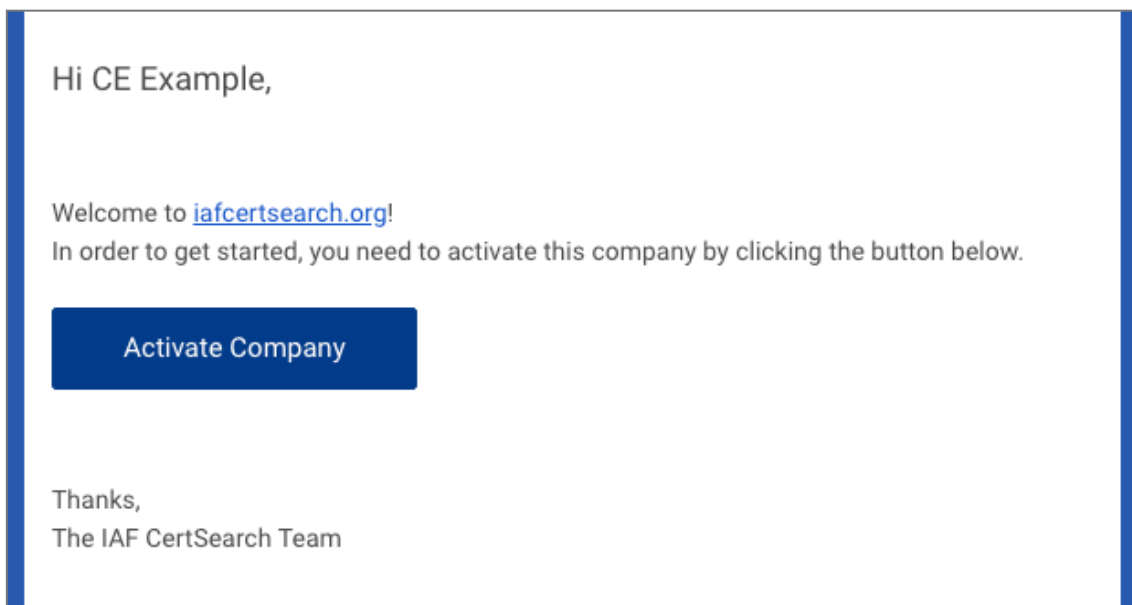 Hi CE Example,
Welcome to iafcertsearch.org!
In order to get started, you need to activate this company by clicking the button below.
Activate Company
Thanks,
The IAF CertSearch Team